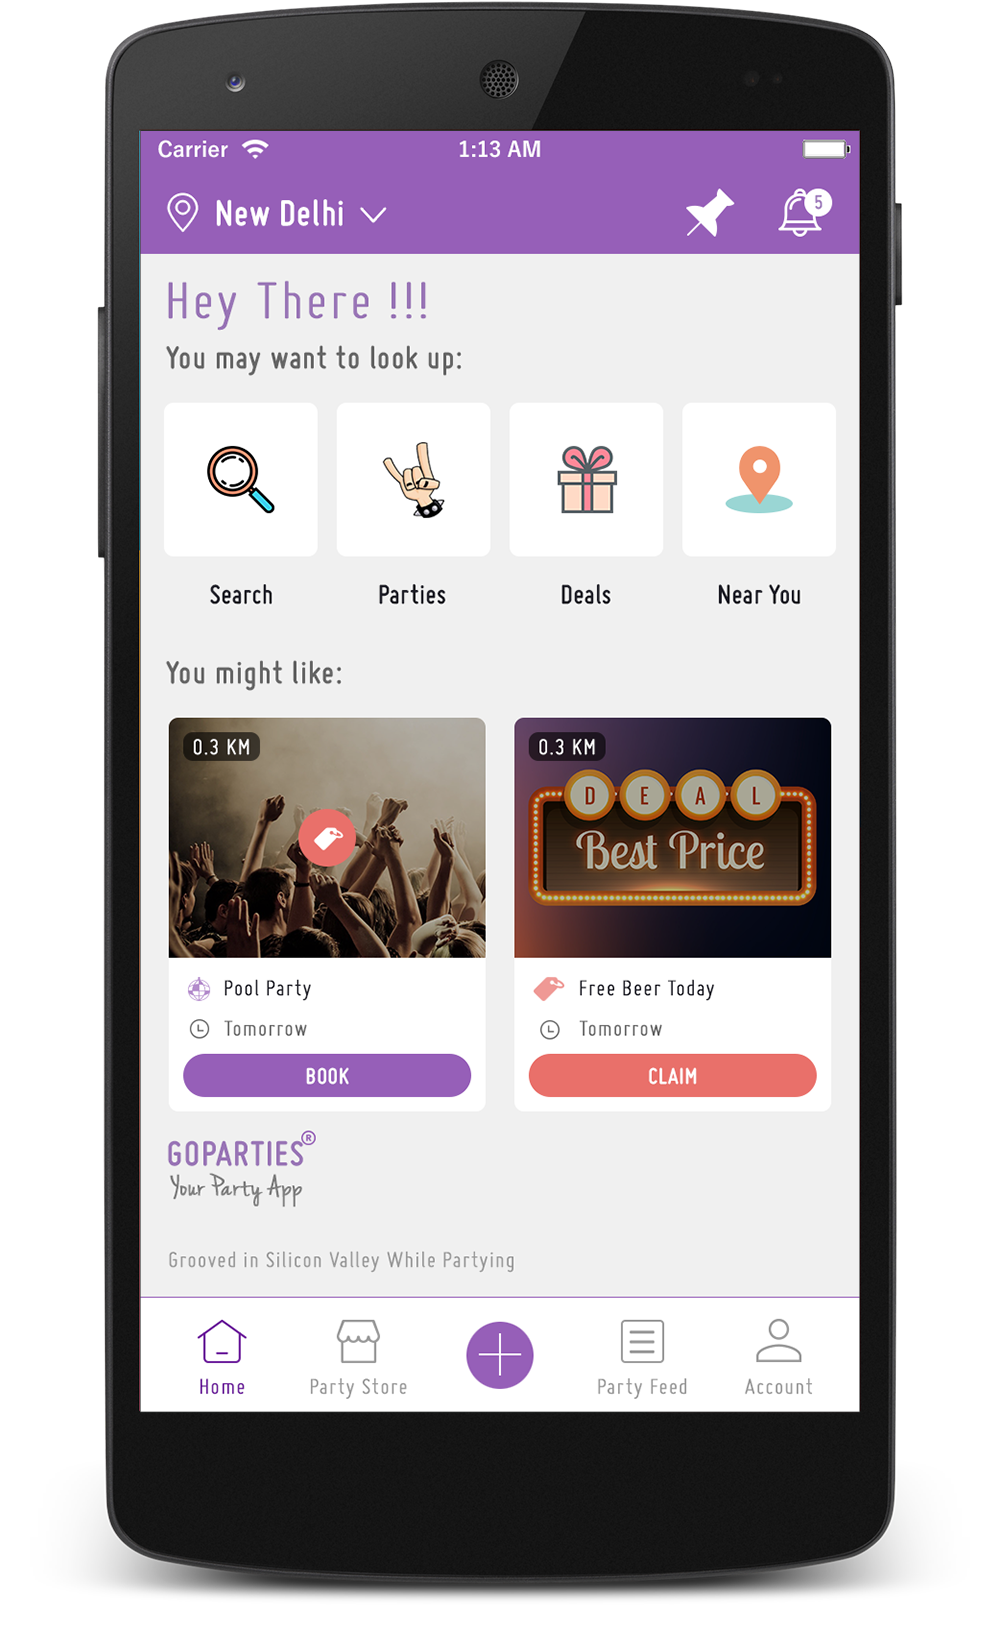 Carrier 1:13 AM
New Delhi 5
Hey There !!!
You may want to look up:
Search Parties Deals Near You
You might like:
0.3 KM 0.3 KM
DEAL
Best Price
Pool Party Free Beer Today
Tomorrow Tomorrow
BOOK CLAIM
GOPARTIES®
Your Party App
Grooved in Silicon Valley While Partying
Home Party Store Party Feed Account